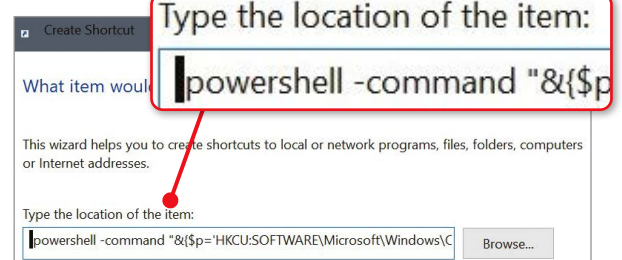 Create Shortcut
Type the location of the item:
powershell -command "&{$p
What item woul
This wizard helps you to create shortcuts to local or network programs, files, folders, computers
or Internet addresses.
Type the location of the item:
powershell -command "&{$p='HKCU:SOFTWARE\Microsoft\Windows\C
Browse...